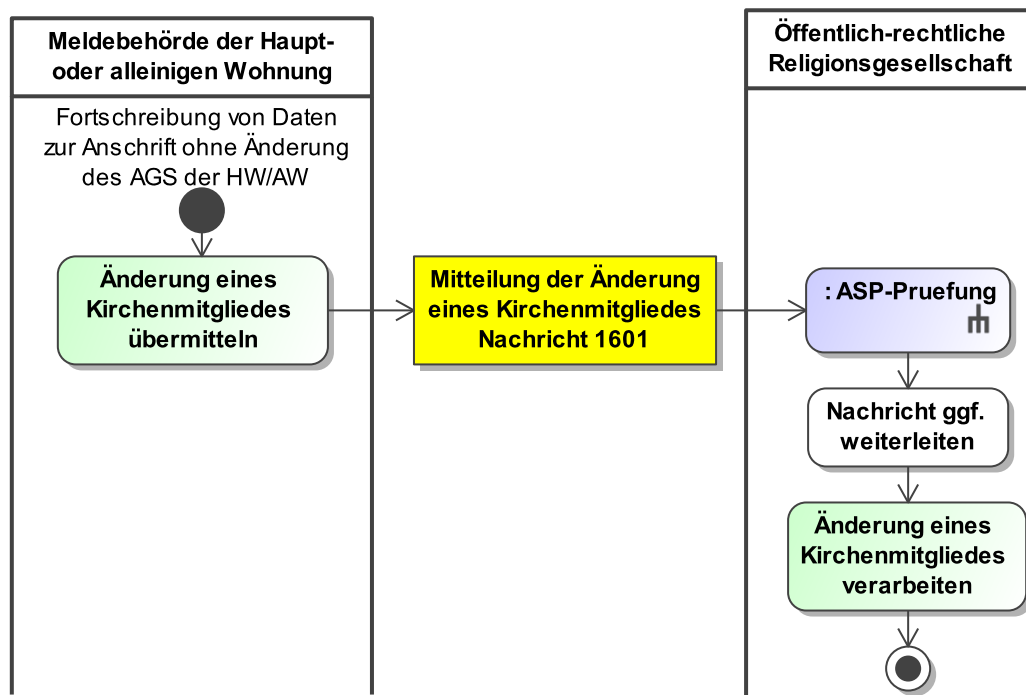 Meldebehörde der Haupt-
oder alleinigen Wohnung
Fortschreibung von Daten
zur Anschrift ohne Änderung
des AGS der HW/AW
Änderung eines
Kirchenmitgliedes
übermitteln
Mitteilung der Änderung
eines Kirchenmitgliedes
Nachricht 1601
Öffentlich-rechtliche
Religionsgesellschaft
: ASP-Pruefung
Nachricht ggf.
weiterleiten
Änderung eines
Kirchenmitgliedes
verarbeiten